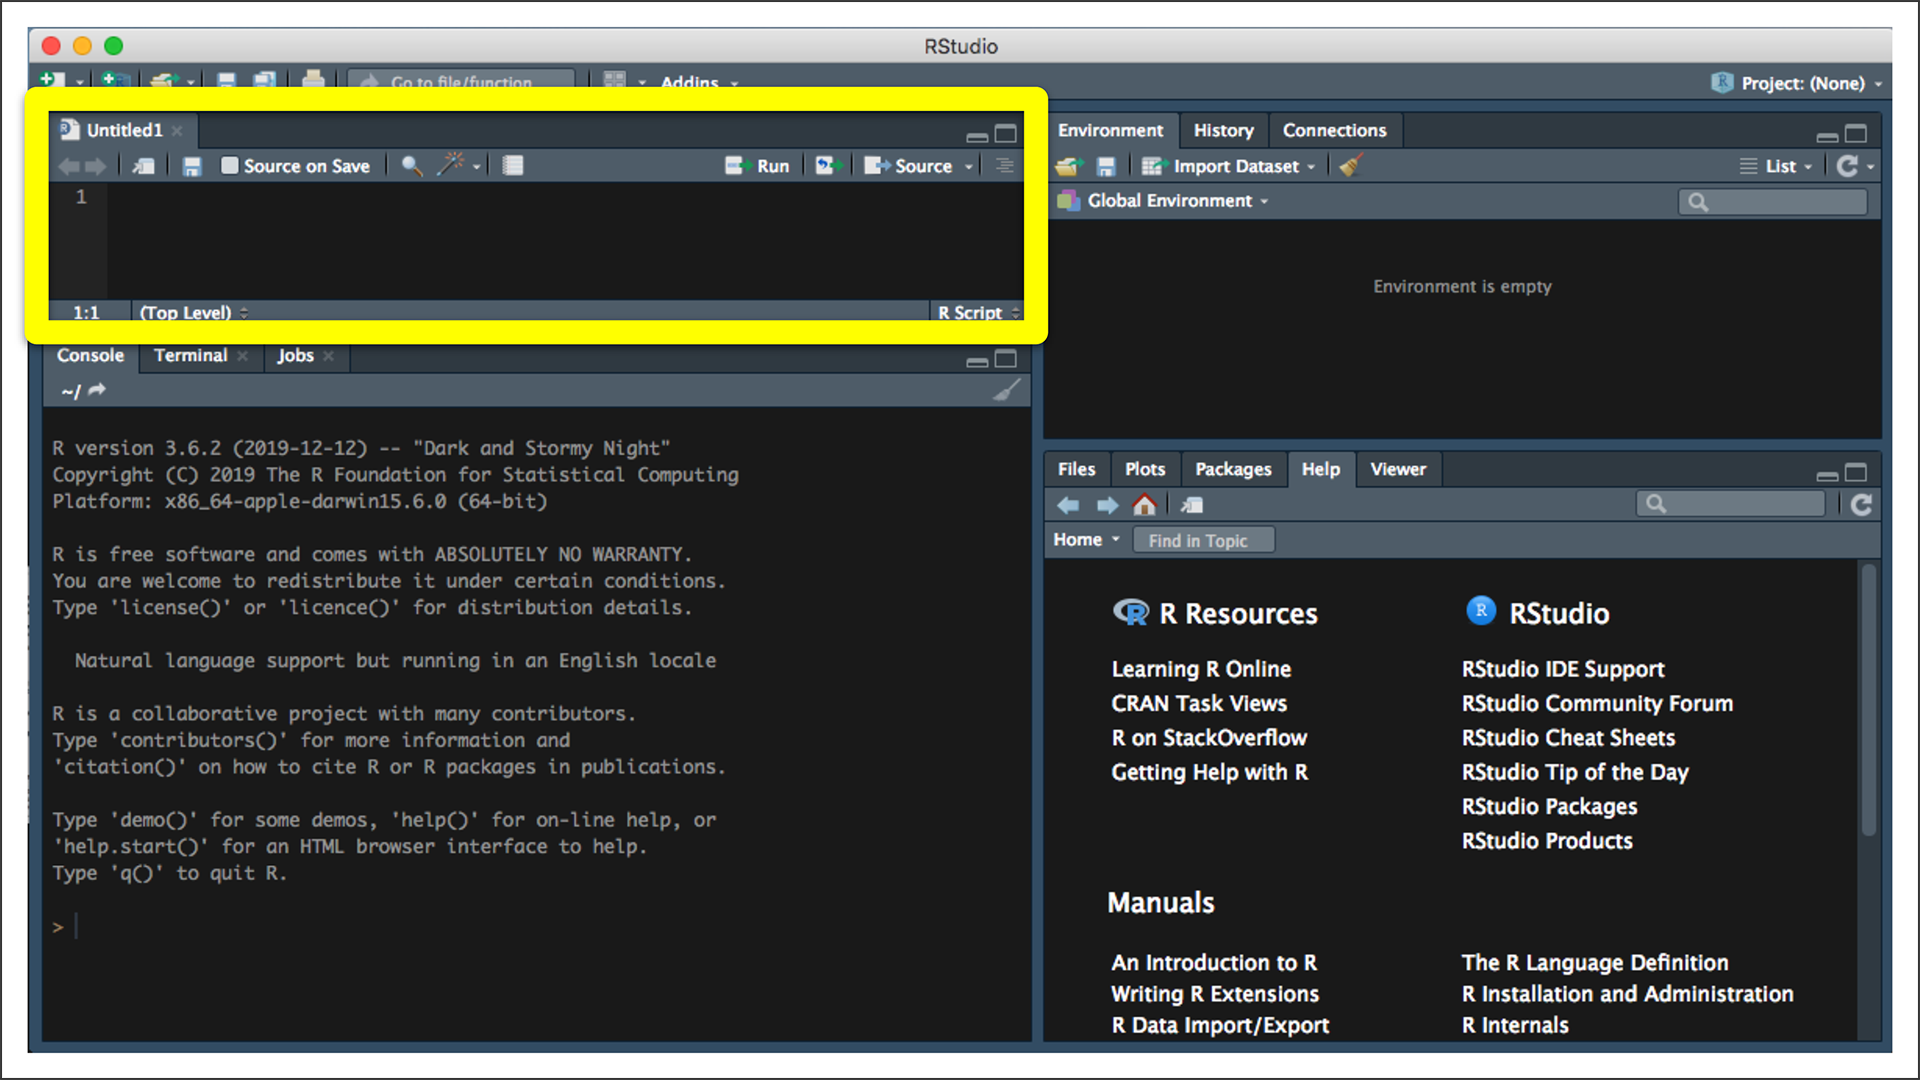 RStudio
Go to file/function
Addins
Project: (None)
Untitled1
Source on Save
Run
Source
1
1:1
(Top Level)
R Script
Environment
History
Connections
Import Dataset
List
Global Environment
Environment is empty
Console
Terminal
Jobs
~/
R version 3.6.2 (2019-12-12) -- "Dark and Stormy Night"
Copyright (C) 2019 The R Foundation for Statistical Computing
Platform: x86_64-apple-darwin15.6.0 (64-bit)
R is free software and comes with ABSOLUTELY NO WARRANTY.
You are welcome to redistribute it under certain conditions.
Type 'license()' or 'licence()' for distribution details.
Natural language support but running in an English locale
R is a collaborative project with many contributors.
Type 'contributors()' for more information and
'citation()' on how to cite R or R packages in publications.
Type 'demo()' for some demos, 'help()' for on-line help, or
'help.start()' for an HTML browser interface to help.
Type 'q()' to quit R.
>
Files
Plots
Packages
Help
Viewer
Home
Find in Topic
R Resources
Learning R Online
CRAN Task Views
R on StackOverflow
Getting Help with R
RStudio
RStudio IDE Support
RStudio Community Forum
RStudio Cheat Sheets
RStudio Tip of the Day
RStudio Packages
RStudio Products
Manuals
An Introduction to R
Writing R Extensions
R Data Import/Export
The R Language Definition
R Installation and Administration
R Internals